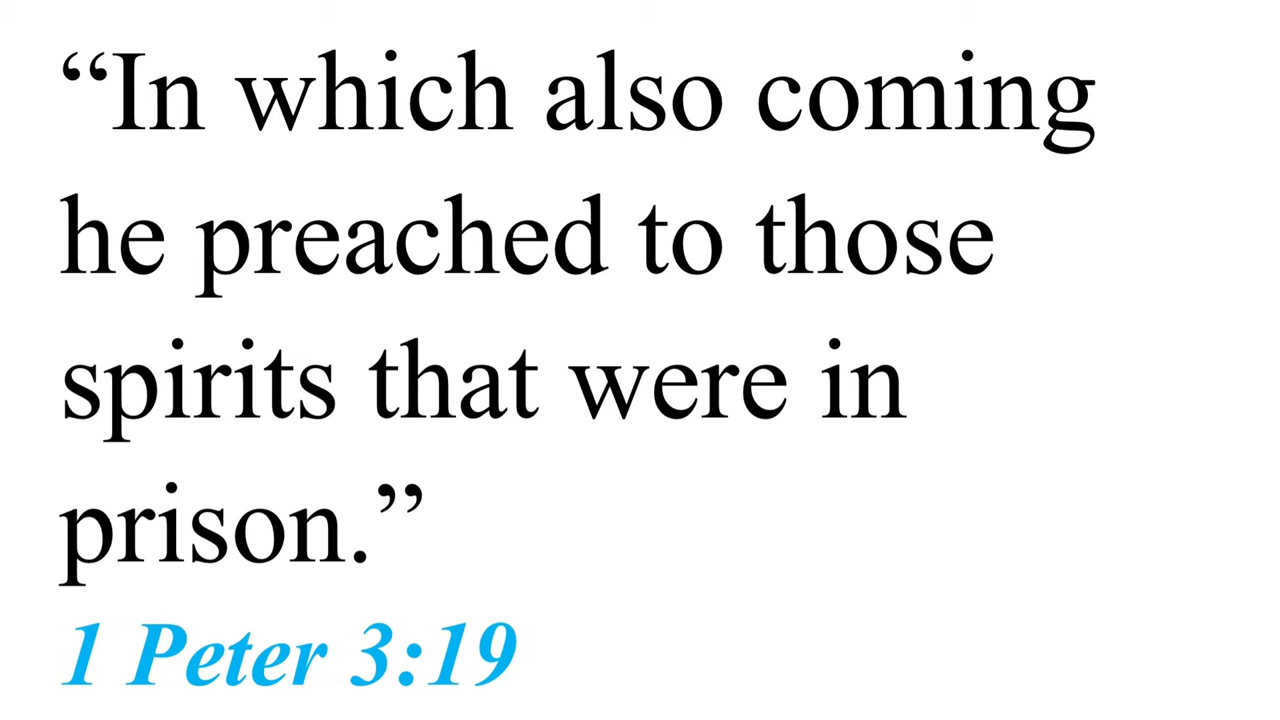 “In which also coming
he preached to those
spirits that were in
prison.”
1 Peter 3:19